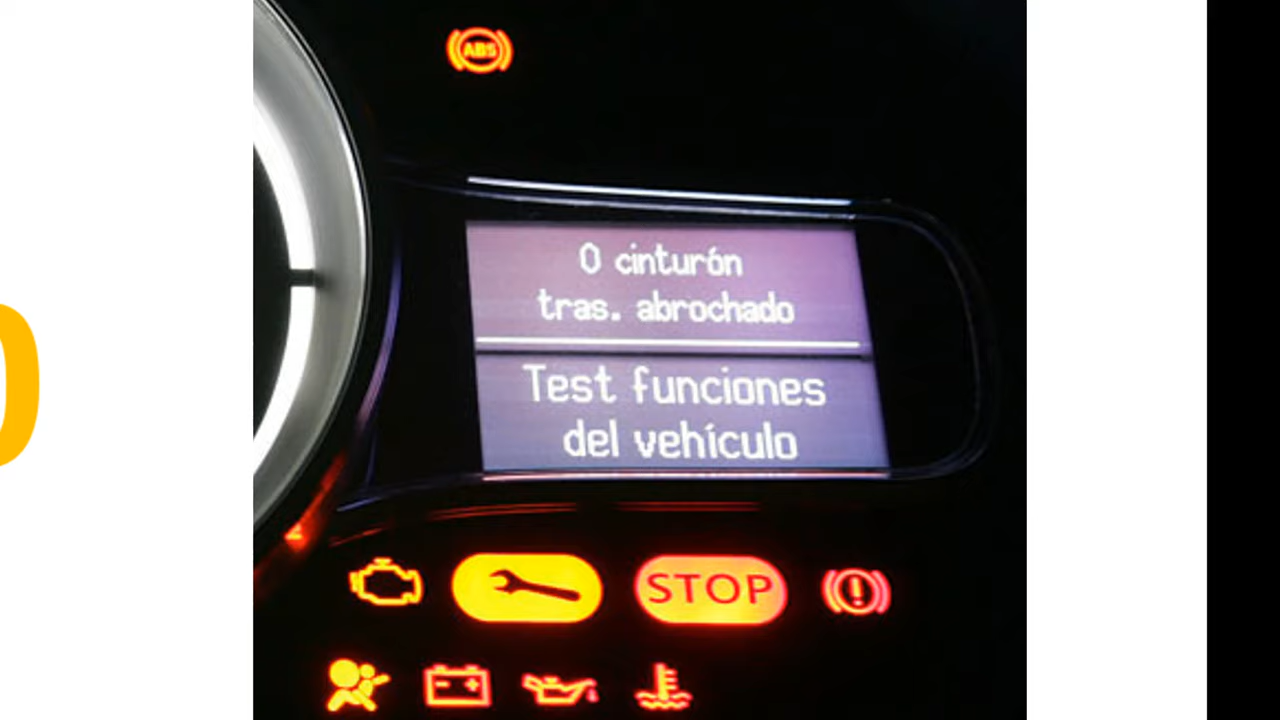 ABS
0 cinturón
tras. abrochado
Test funciones
del vehículo
STOP